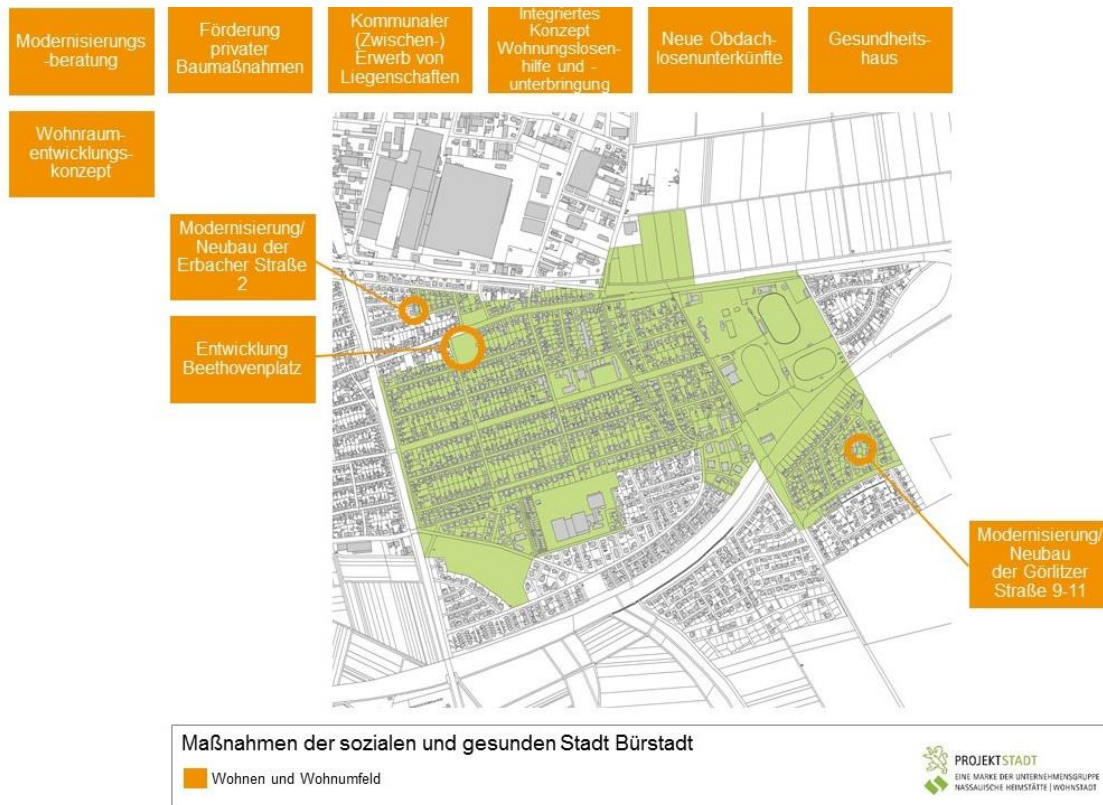 Modernisierungs
-beratung
Förderung
privater
Baumaßnahmen
Kommunaler
(Zwischen-)
Erwerb von
Liegenschaften
Integriertes
Konzept
Wohnungslosen-
hilfe und -
unterbringung
Neue Obdach-
losenunterkünfte
Gesundheits-
haus
Wohnraum-
entwicklungs-
konzept
Modernisierung/
Neubau der
Erbacher Straße
2
Entwicklung
Beethovenplatz
Modernisierung/
Neubau
der Görlitzer
Straße 9-11
Maßnahmen der sozialen und gesunden Stadt Bürstadt
Wohnen und Wohnumfeld
PROJEKTSTADT
EINE MARKE DER UNTERNEHMENSGRUPPE
NASSAUISCHE HEIMSTÄTTE | WOHNSTADT